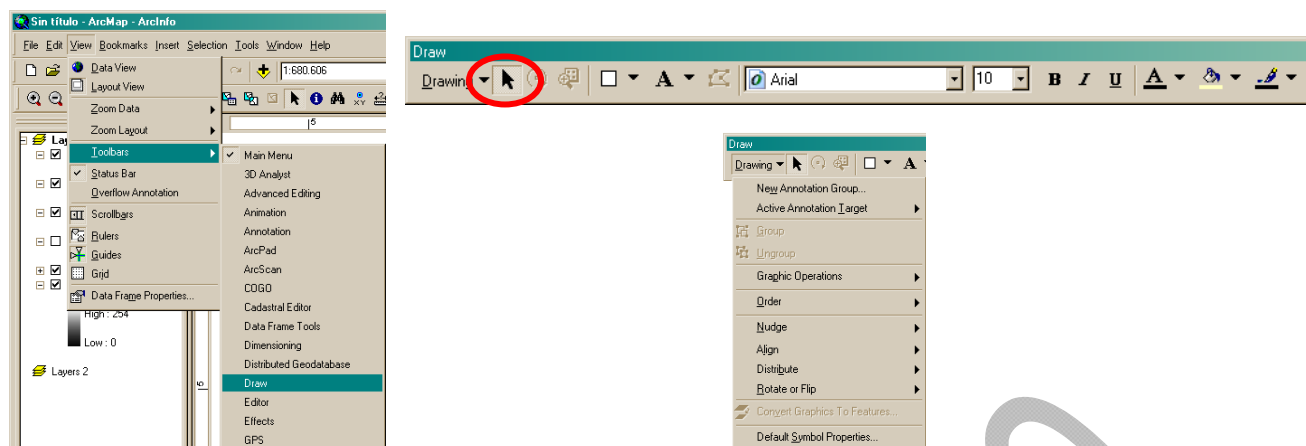 Sin título - ArcMap - ArcInfo
File Edit View Bookmarks Insert Selection Tools Window Help
Data View
1:680.606
Layout View
Zoom Data
Zoom Layout
5
Toolbars
Status Bar
Overflow Annotation
Scrollbars
Rulers
Guides
Grid
Data Frame Properties...
High : 254
Low : 0
Layers 2
5
Main Menu
3D Analyst
Advanced Editing
Animation
Annotation
ArcPad
ArcScan
COGO
Cadastral Editor
Data Frame Tools
Dimensioning
Distributed Geodatabase
Draw
Editor
Effects
GPS
Draw
Drawing A Arial 10 B I U A
Draw
Drawing A
New Annotation Group...
Active Annotation Target
Group
Ungroup
Graphic Operations
Order
Nudge
Align
Distribute
Rotate or Flip
Convert Graphics To Features...
Default Symbol Properties...